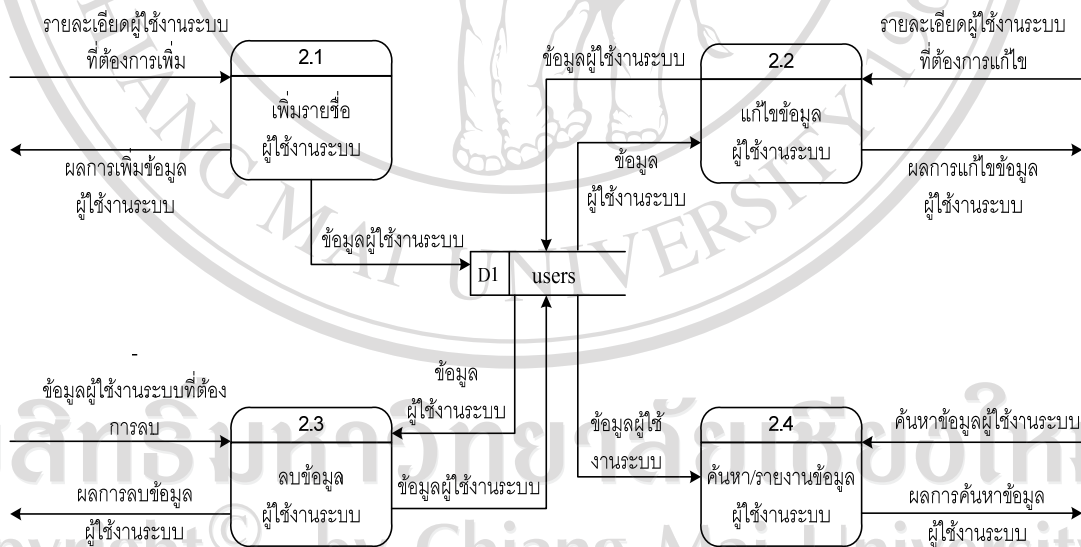 รายละเอียดผู้ใช้งานระบบ
ที่ต้องการเพิ่ม
2.1
เพิ่มรายชื่อ
ผู้ใช้งานระบบ
ผลการเพิ่มข้อมูล
ผู้ใช้งานระบบ
ข้อมูลผู้ใช้งานระบบ
ข้อมูลผู้ใช้งานระบบ
2.2
แก้ไขข้อมูล
ผู้ใช้งานระบบ
รายละเอียดผู้ใช้งานระบบ
ที่ต้องการแก้ไข
ผลการแก้ไขข้อมูล
ผู้ใช้งานระบบ
ข้อมูล
ผู้ใช้งานระบบ
D1 users
-
ข้อมูลผู้ใช้งานระบบที่ต้อง
การลบ
2.3
ลบข้อมูล
ผู้ใช้งานระบบ
ผลการลบข้อมูล
ผู้ใช้งานระบบ
ข้อมูล
ผู้ใช้งานระบบ
ข้อมูลผู้ใช้งานระบบ
ข้อมูลผู้ใช้
งานระบบ
2.4
ค้นหา/รายงานข้อมูล
ผู้ใช้งานระบบ
ค้นหาข้อมูลผู้ใช้งานระบบ
ผลการค้นหาข้อมูล
ผู้ใช้งานระบบ
CHIANG MAI UNIVERSITY
by Chiang Mai University